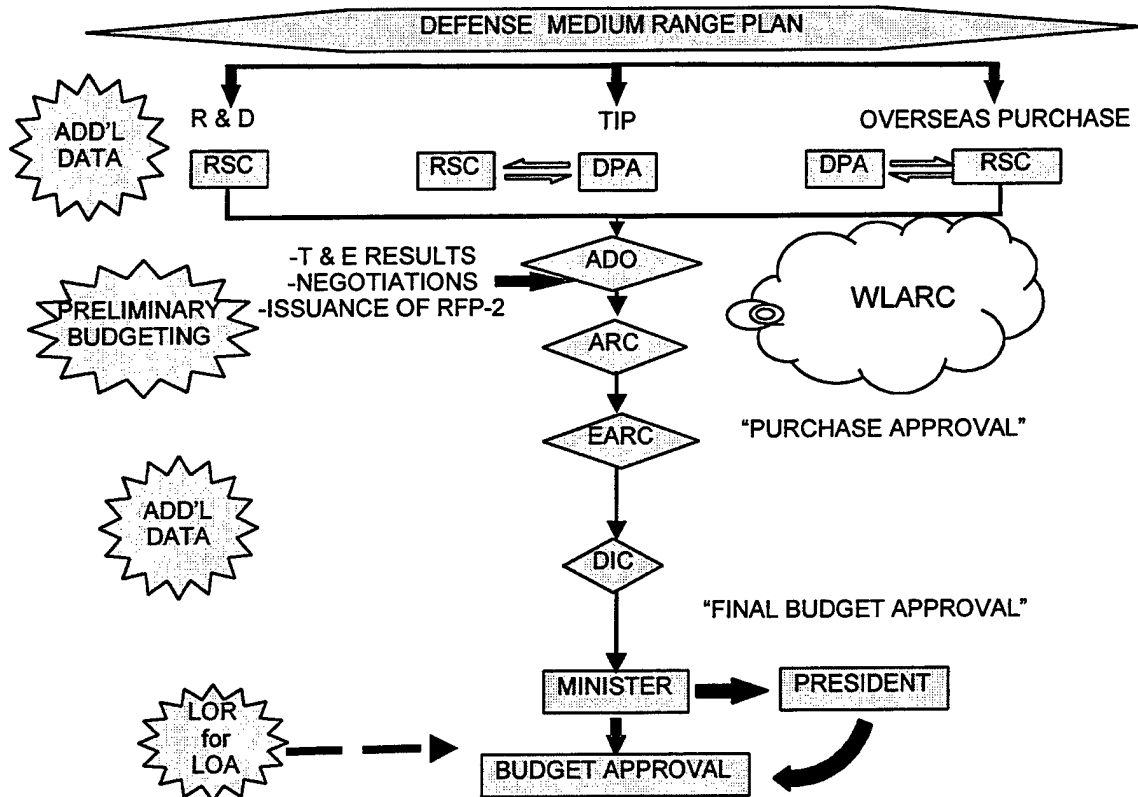 DEFENSE MEDIUM RANGE PLAN
ADD'L
DATA
R & D
TIP
OVERSEAS PURCHASE
RSC
RSC
DPA
DPA
RSC
-T & E RESULTS
-NEGOTIATIONS
-ISSUANCE OF RFP-2
ADO
WLARC
PRELIMINARY
BUDGETING
ARC
EARC
"PURCHASE APPROVAL"
ADD'L
DATA
DIC
"FINAL BUDGET APPROVAL"
MINISTER
PRESIDENT
LOR
for
LOA
BUDGET APPROVAL